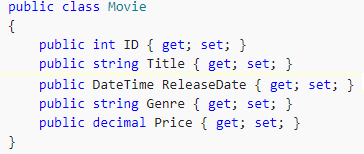 public class Movie
{
    public int ID { get; set; }
    public string Title { get; set; }
    public DateTime ReleaseDate { get; set; }
    public string Genre { get; set; }
    public decimal Price { get; set; }
}